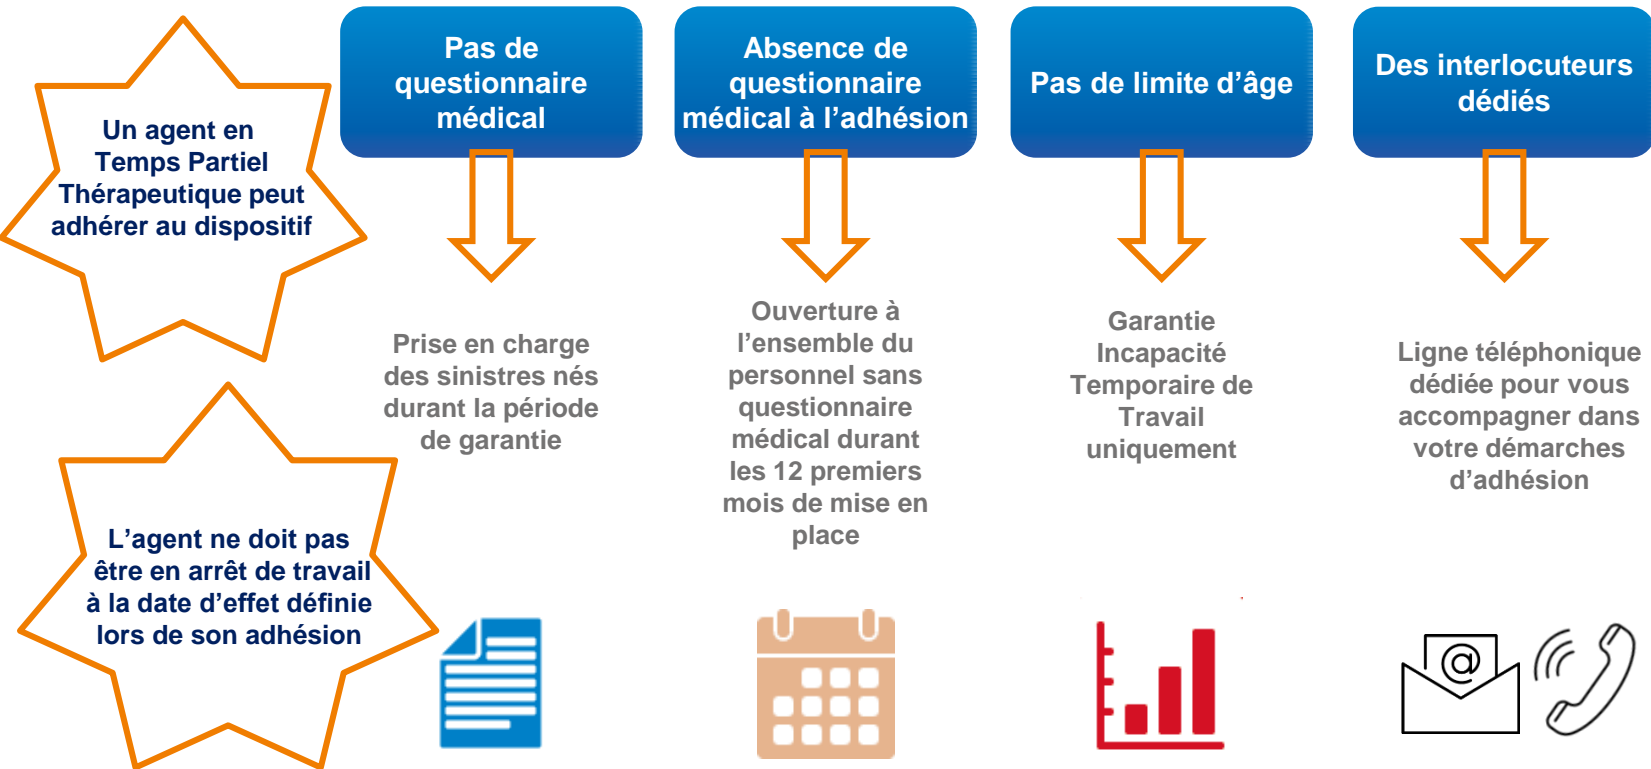 Un agent en
Temps Partiel
Thérapeutique peut
adhérer au dispositif
L’agent ne doit pas
être en arrêt de travail
à la date d’effet définie
lors de son adhésion
Pas de
questionnaire
médical
Prise en charge
des sinistres nés
durant la période
de garantie
Absence de
questionnaire
médical à l’adhésion
Ouverture à
l’ensemble du
personnel sans
questionnaire
médical durant
les 12 premiers
mois de mise en
place
Pas de limite d’âge
Garantie
Incapacité
Temporaire de
Travail
uniquement
Des interlocuteurs
dédiés
Ligne téléphonique
dédiée pour vous
accompagner dans
votre démarches
d’adhésion
@